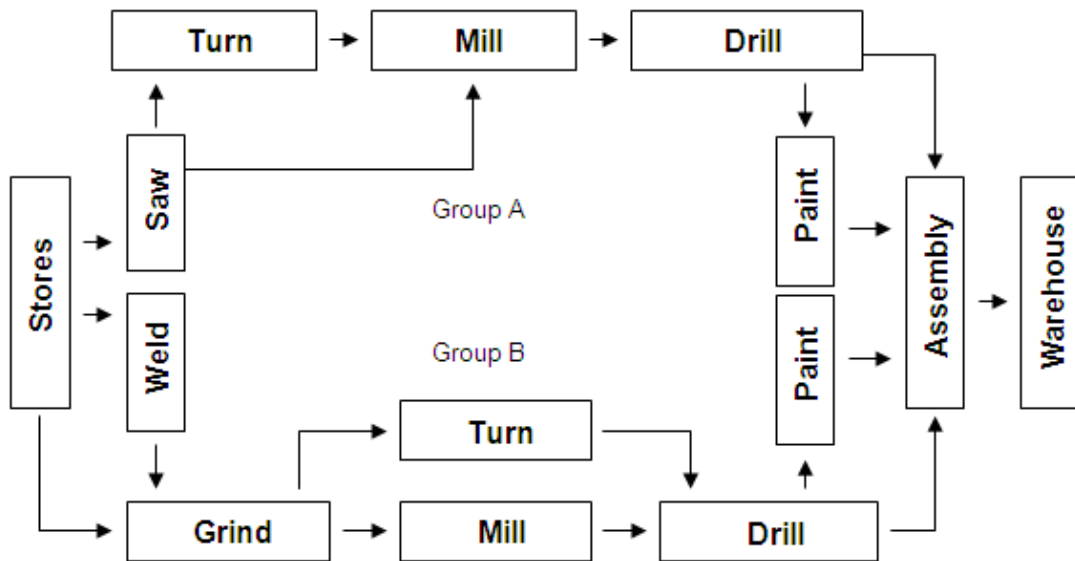 Turn
Mill
Drill
Stores
Saw
Weld
Group A
Group B
Paint
Paint
Assembly
Warehouse
Turn
Grind
Mill
Drill